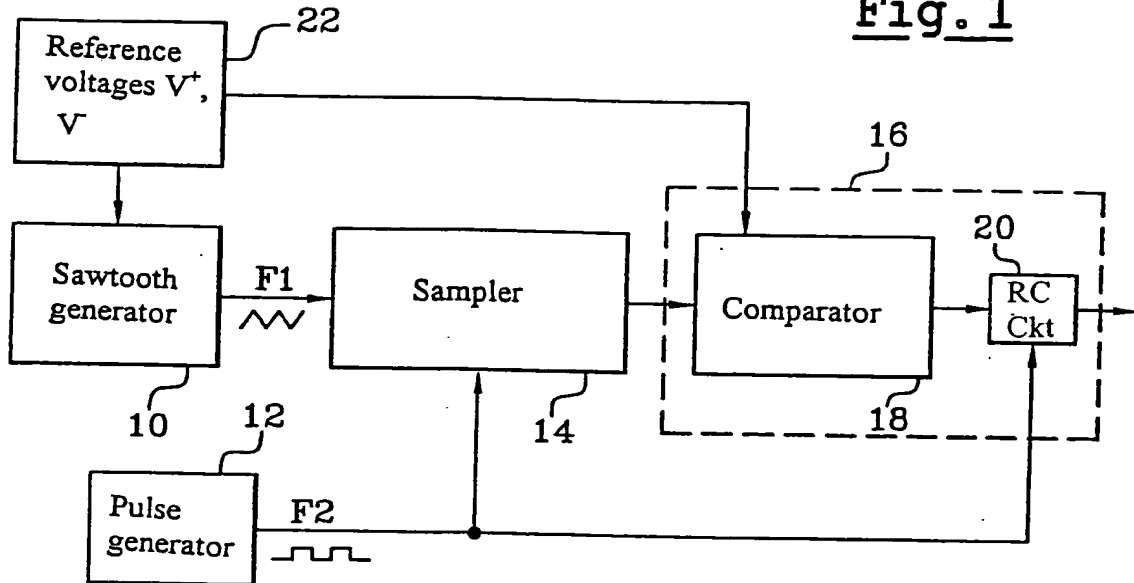 Fig. 1
22
Reference
voltages V+,
V-
16
Sawtooth
generator
F1
Sampler
Comparator
20
RC
Ckt
10
14
18
12
Pulse
generator
F2